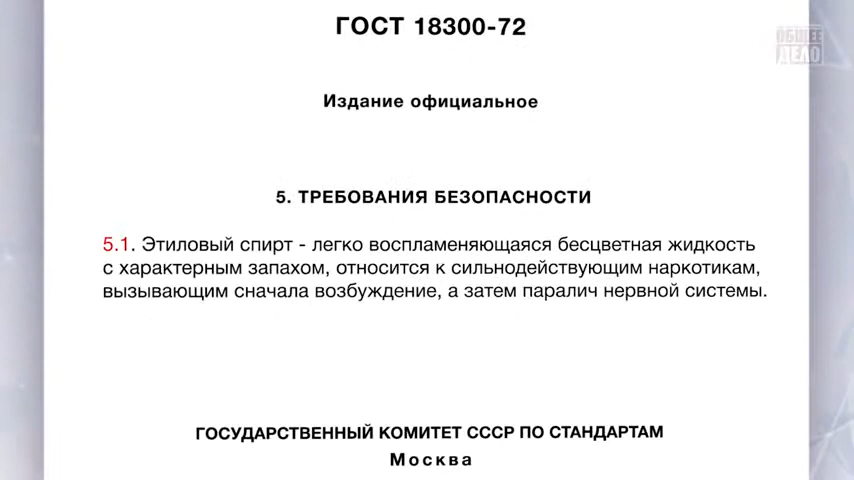 ГОСТ 18300-72
ОБЩЕЕ
ДЕЛО
Издание официальное
5. ТРЕБОВАНИЯ БЕЗОПАСНОСТИ
5.1. Этиловый спирт - легко воспламеняющаяся бесцветная жидкость
с характерным запахом, относится к сильнодействующим наркотикам,
вызывающим сначала возбуждение, а затем паралич нервной системы.
ГОСУДАРСТВЕННЫЙ КОМИТЕТ СССР ПО СТАНДАРТАМ
Москва